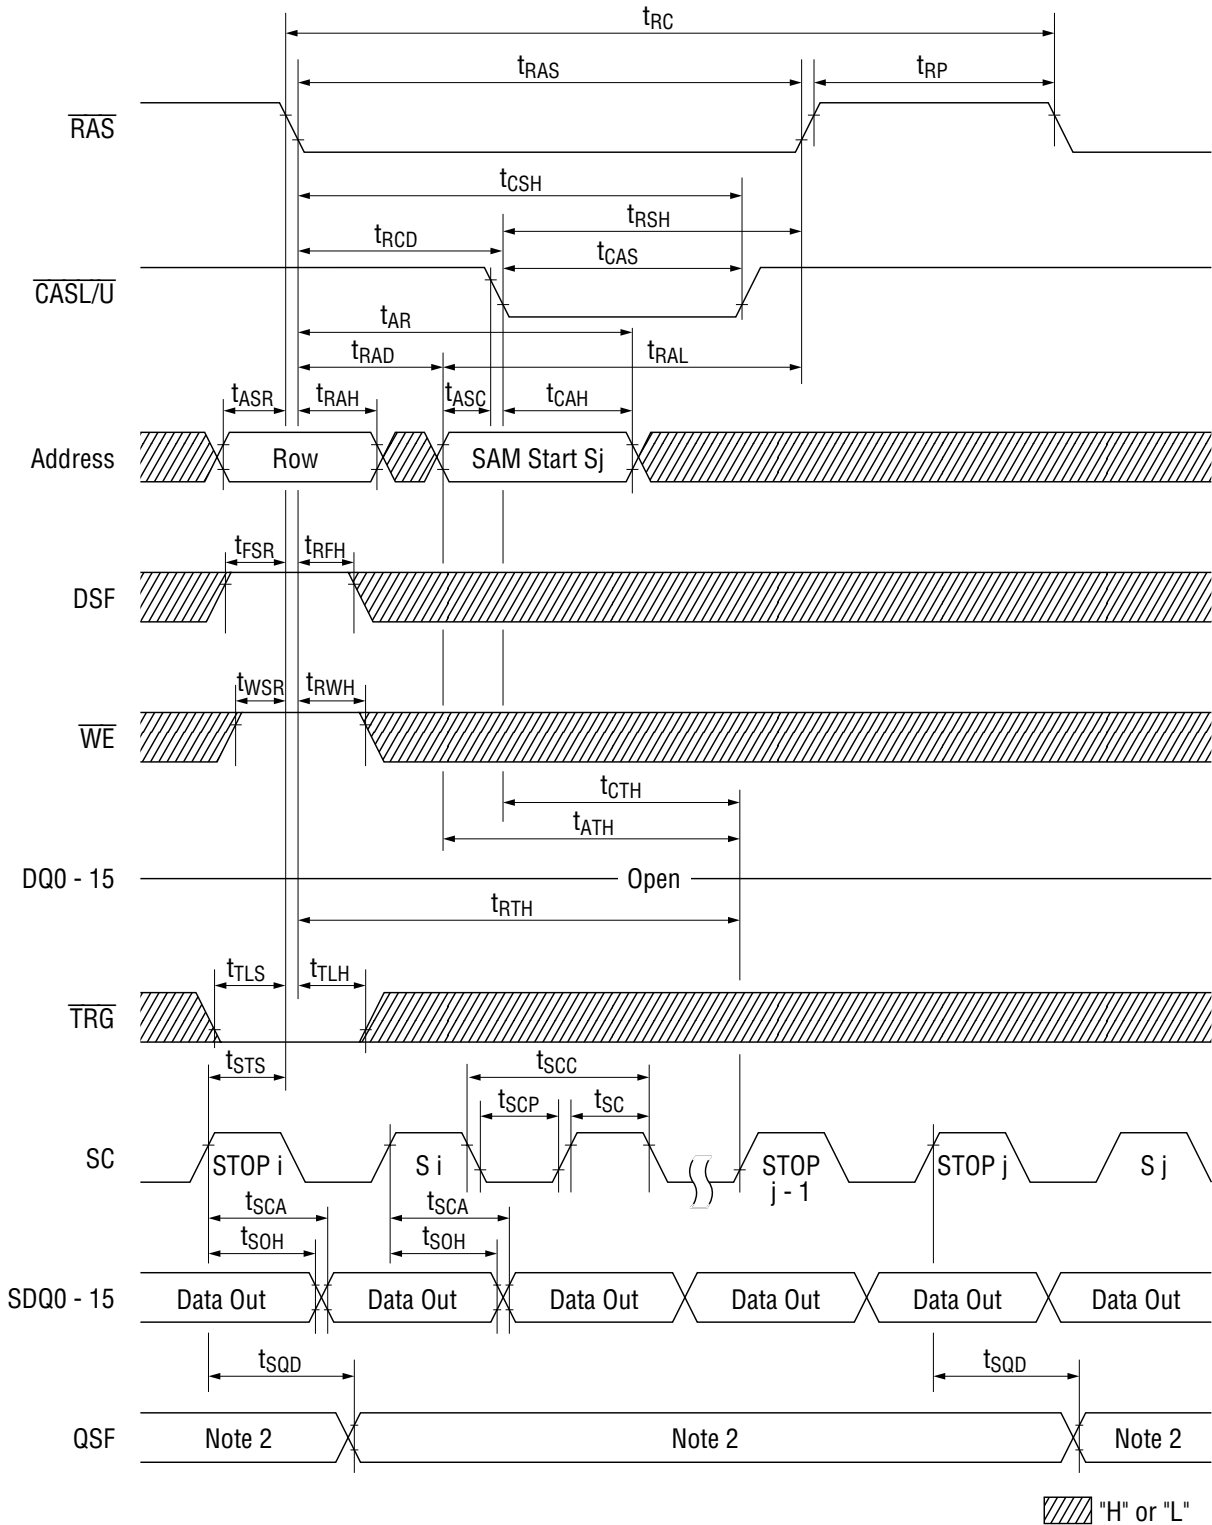 tRC
tRAS tRP
RAS
tCSH
tRSH
tRCD
tCAS
CASL/U
tAR
tRAD tRAL
tASR tRAH tASC tCAH
Address Row SAM Start Sj
tFSR tRFH
DSF
tWSR tRWH
WE
tCTH
tATH
DQ0 - 15 Open
tRTH
tTLS tTLH
TRG
tSTS tSCC
tSCP tSC
SC STOP i S i STOP j - 1 STOP j S j
tSCA tSCA
tSOH tSOH
SDQ0 - 15 Data Out Data Out Data Out Data Out Data Out Data Out
tSQD tSQD
QSF Note 2 Note 2 Note 2
"H" or "L"